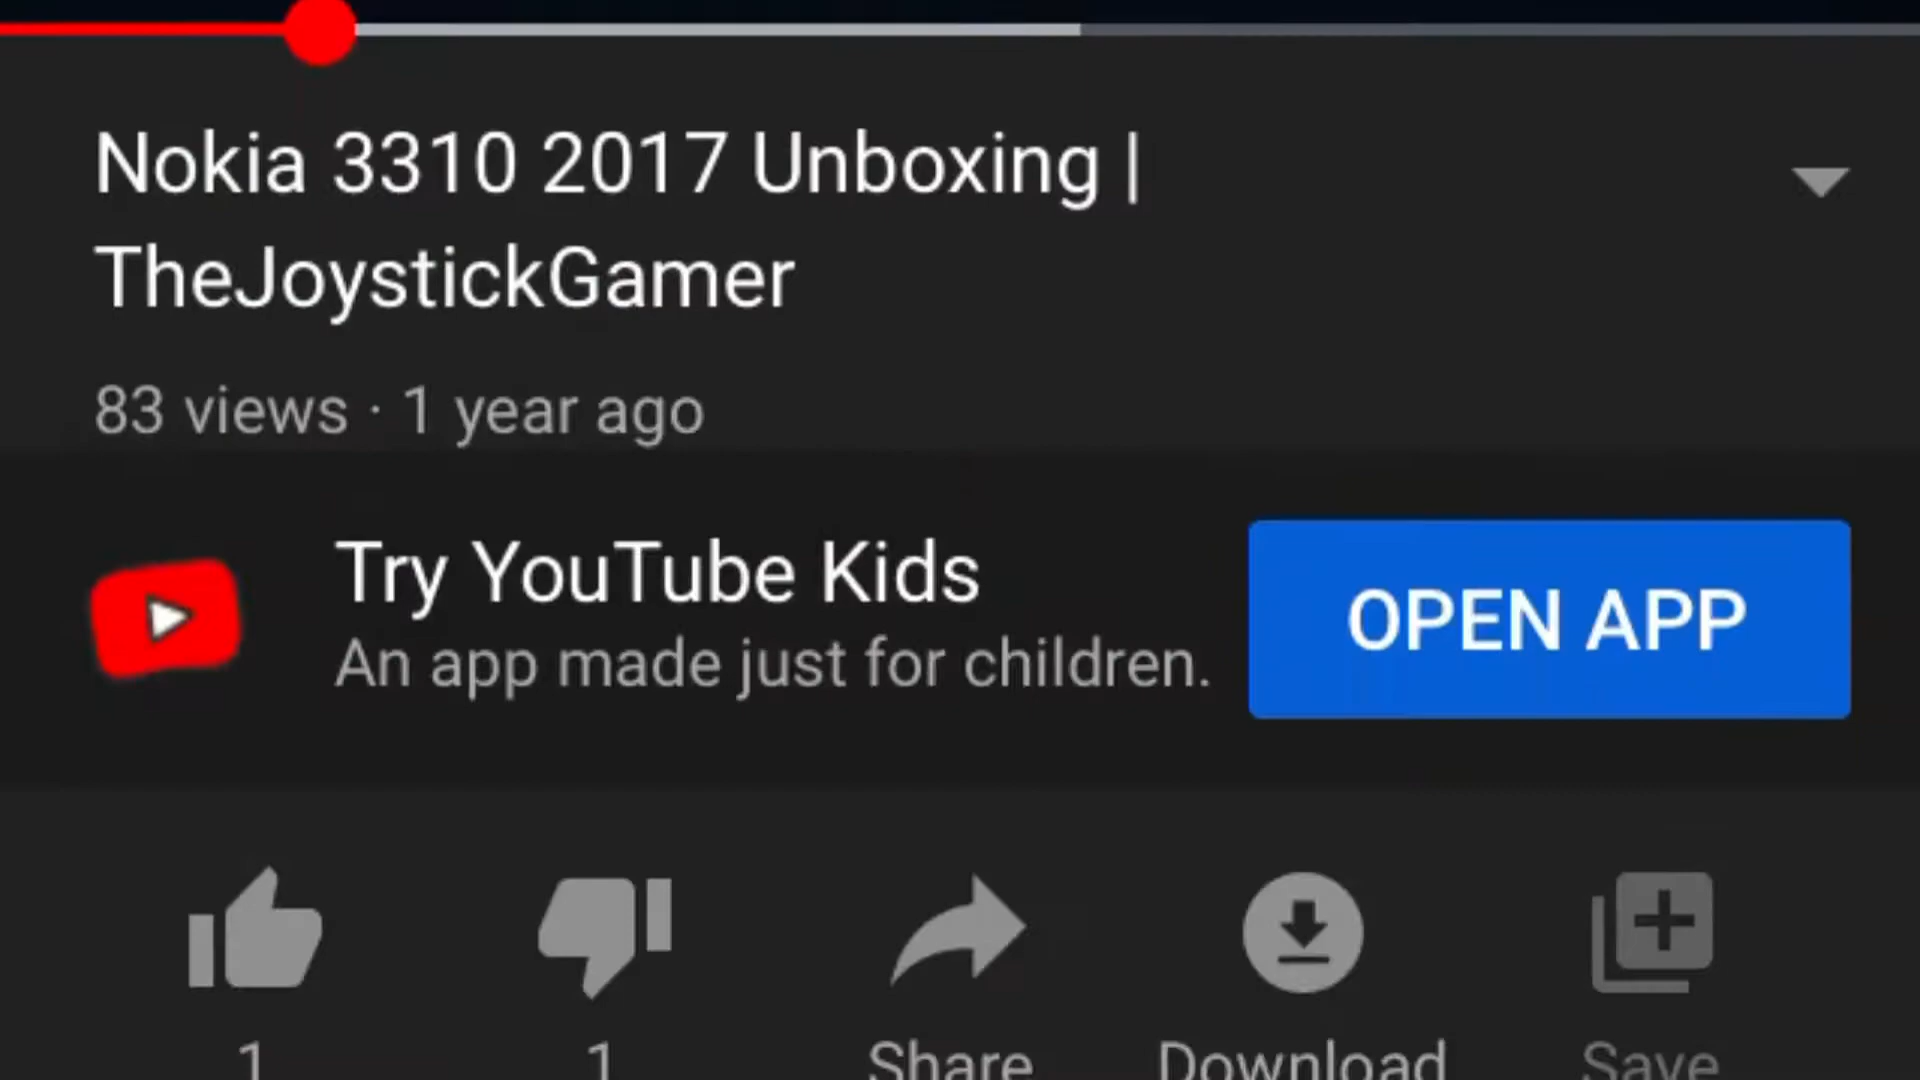 Nokia 3310 2017 Unboxing |
TheJoystickGamer
83 views · 1 year ago
Try YouTube Kids
An app made just for children.
OPEN APP
1 1 Share Download Save